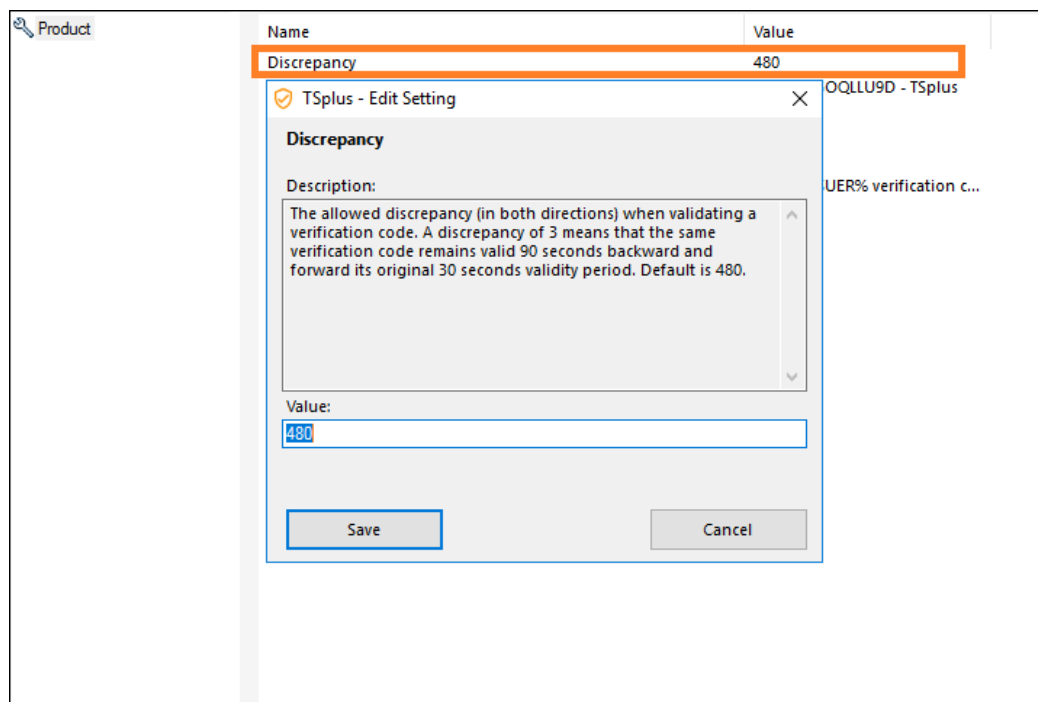 Product
Name Value
Discrepancy 480
OQLLU9D - TSplus
TSplus - Edit Setting
Discrepancy
Description:
UER% verification c...
The allowed discrepancy (in both directions) when validating a
verification code. A discrepancy of 3 means that the same
verification code remains valid 90 seconds backward and
forward its original 30 seconds validity period. Default is 480.
Value:
480
Save Cancel